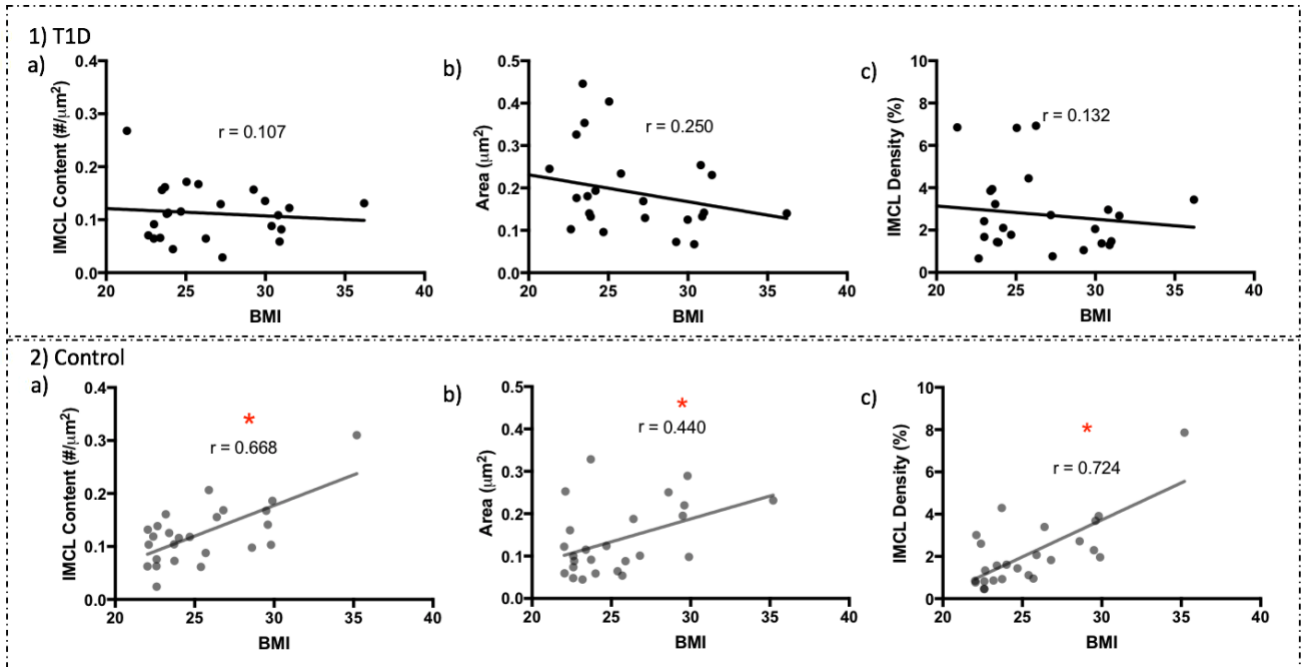 1) T1D
a)
IMCL Content (#/μm²)
0.4
0.3
0.2
0.1
0.0
r = 0.107
20 25 30 35 40
BMI
b)
Area (μm²)
0.5
0.4
0.3
0.2
0.1
0.0
r = 0.250
20 25 30 35 40
BMI
c)
IMCL Density (%)
10
8
6
4
2
0
r = 0.132
20 25 30 35 40
BMI
2) Control
a)
IMCL Content (#/μm²)
0.4
0.3
0.2
0.1
0.0
*
r = 0.668
20 25 30 35 40
BMI
b)
Area (μm²)
0.5
0.4
0.3
0.2
0.1
0.0
*
r = 0.440
20 25 30 35 40
BMI
c)
IMCL Density (%)
10
8
6
4
2
0
*
r = 0.724
20 25 30 35 40
BMI